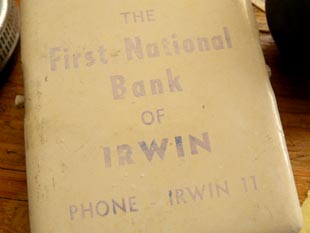 THE
First-National
Bank
OF
IRWIN
PHONE - IRWIN 11